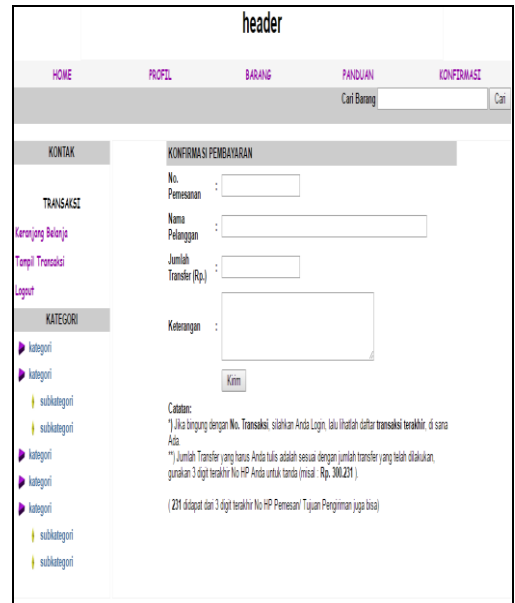 header
HOME PROFIL BARANG PANDUAN KONFIRMASI
Cari Barang Cari
KONTAK
TRANSAKSI
Keranjang Belanja
Tampil Transaksi
Logout
KATEGORI
kategori
kategori
subkategori
subkategori
kategori
kategori
kategori
subkategori
subkategori
KONFIRMASI PEMBAYARAN
No.
Pemesanan :
Nama
Pelanggan :
Jumlah
Transfer (Rp.) :
Keterangan :
Kirim
Catatan:
*) Jika bingung dengan No. Transaksi, silahkan Anda Login, lalu lihatlah daftar transaksi terakhir, di sana
Ada.
**) Jumlah Transfer yang harus Anda tulis adalah sesuai dengan jumlah transfer yang telah dilakukan,
gunakan 3 digit terakhir No HP Anda untuk tanda (misal : Rp. 300.231 ).
( 231 didapat dari 3 digit terakhir No HP Pemesan/ Tujuan Pengiriman juga bisa)